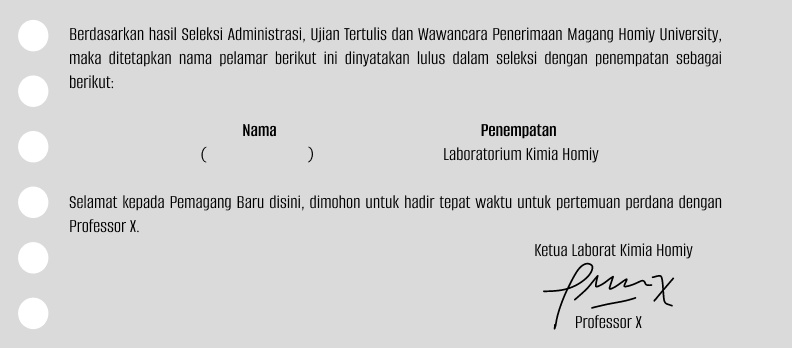 Berdasarkan hasil Seleksi Administrasi, Ujian Tertulis dan Wawancara Penerimaan Magang Homiy University,
maka ditetapkan nama pelamar berikut ini dinyatakan lulus dalam seleksi dengan penempatan sebagai
berikut:
Nama Penempatan
( ) Laboratorium Kimia Homiy
Selamat kepada Pemagang Baru disini, dimohon untuk hadir tepat waktu untuk pertemuan perdana dengan
Professor X.
Ketua Laborat Kimia Homiy
Professor X